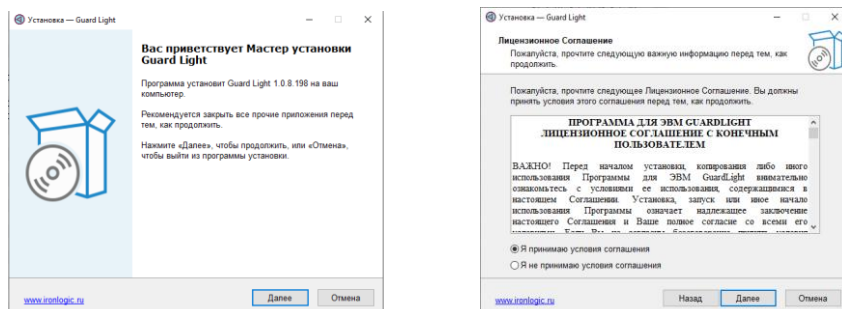 Установка — Guard Light
Вас приветствует Мастер установки
Guard Light
Программа установит Guard Light 1.0.8.198 на ваш
компьютер.
Рекомендуется закрыть все прочие приложения перед
тем, как продолжить.
Нажмите «Далее», чтобы продолжить, или «Отмена»,
чтобы выйти из программы установки.
www.ironlogic.ru
Далее
Отмена
Установка — Guard Light
Лицензионное Соглашение
Пожалуйста, прочтите следующую важную информацию перед тем, как
продолжить.
Пожалуйста, прочтите следующее Лицензионное Соглашение. Вы должны
принять условия этого соглашения перед тем, как продолжить.
ПРОГРАММА ДЛЯ ЭВМ GUARDLIGHT
ЛИЦЕНЗИОННОЕ СОГЛАШЕНИЕ С КОНЕЧНЫМ
ПОЛЬЗОВАТЕЛЕМ
ВАЖНО! Перед началом установки, копирования либо иного
использования Программы для ЭВМ GuardLight внимательно
ознакомьтесь с условиями ее использования, содержащимися в
настоящем Соглашении. Установка, запуск или иное начало
использования Программы означает надлежащее заключение
настоящего Соглашения и Ваше полное согласие со всеми его
Я принимаю условия соглашения
Я не принимаю условия соглашения
www.ironlogic.ru
Назад
Далее
Отмена